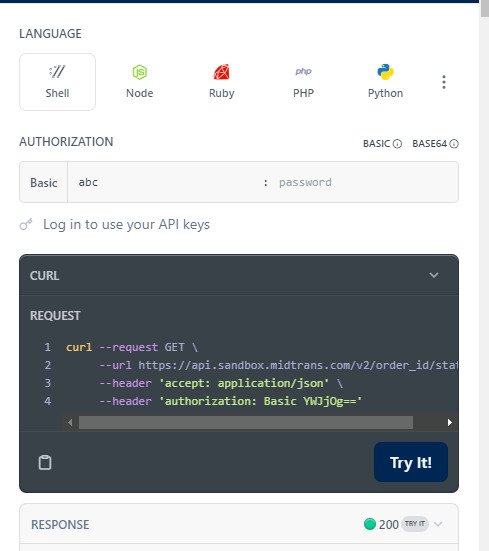 LANGUAGE
Shell
Node
Ruby
php
PHP
Python
AUTHORIZATION
BASIC
BASE64
Basic
abc
:
password
Log in to use your API keys
CURL
REQUEST
1 curl --request GET \
2 --url https://api.sandbox.midtrans.com/v2/order_id/stat
3 --header 'accept: application/json' \
4 --header 'authorization: Basic YWJjOg=='
Try It!
RESPONSE
200
TRY IT